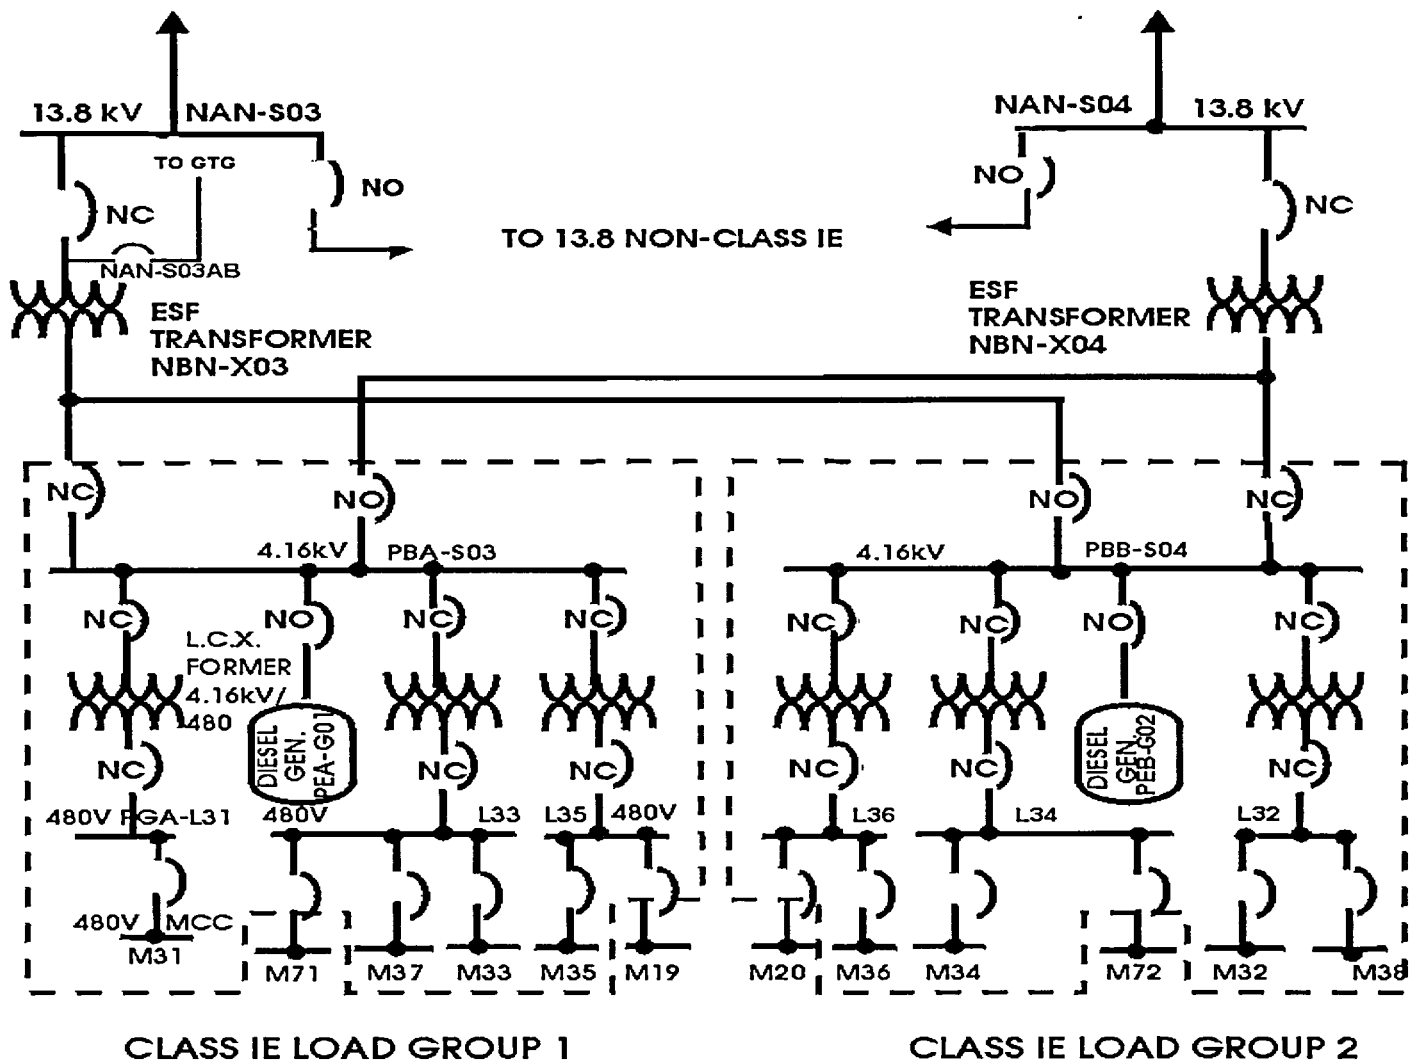 13.8 kV NAN-S03
NAN-S04 13.8 kV
TO GTG
NO
NO
NC
NC
TO 13.8 NON-CLASS IE
NAN-S03AB
ESF
TRANSFORMER
NBN-X03
ESF
TRANSFORMER
NBN-X04
NC
NO
NO
NC
4.16kV PBA-S03
4.16kV PBB-S04
NC
NO
NC
NC
NC
NC
NO
NC
L.C.X.
FORMER
4.16kV/
480
DIESEL
GEN.
PEA-G01
DIESEL
GEN.
PEB-G02
NC
NC
NC
NC
NC
NC
480V PGA-L31
480V
L33
L35
480V
L36
L34
L32
480V MCC
M31
M71
M37
M33
M35
M19
M20
M36
M34
M72
M32
M38
CLASS IE LOAD GROUP 1
CLASS IE LOAD GROUP 2